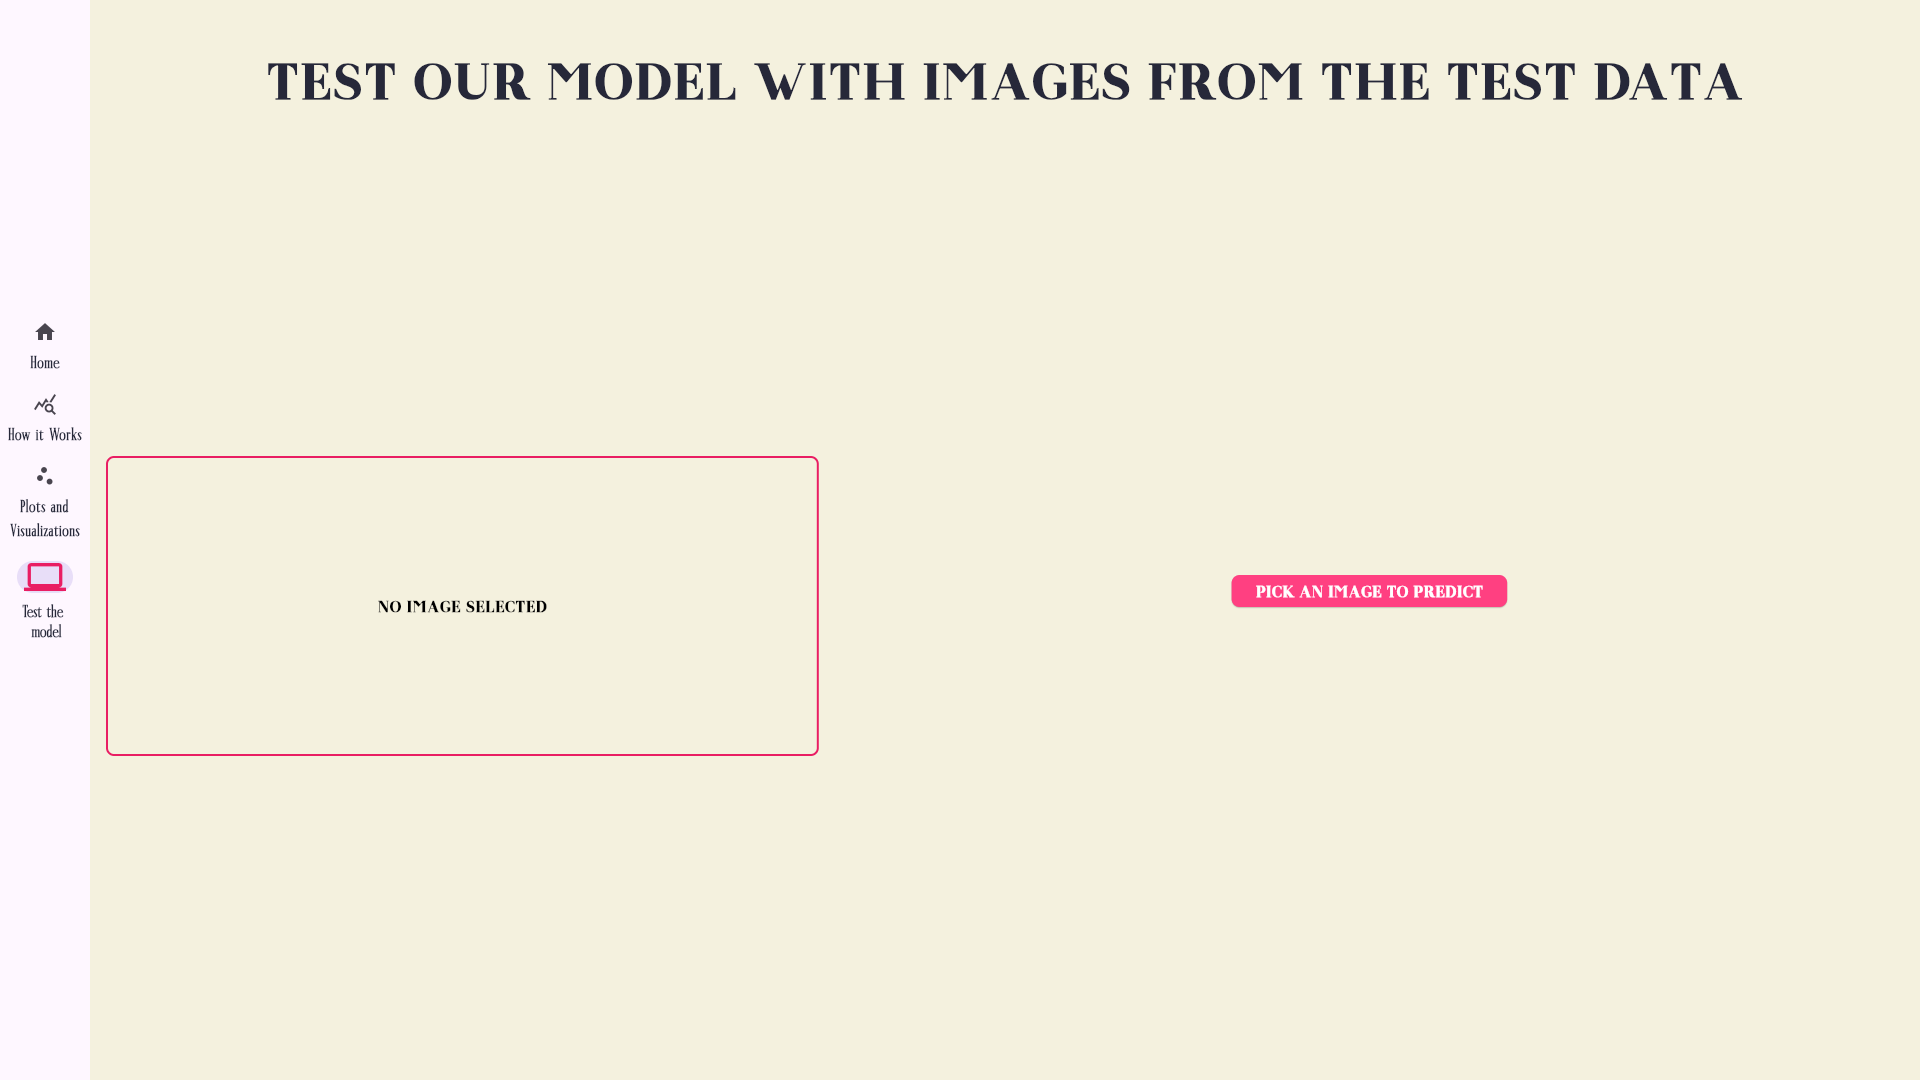 TEST OUR MODEL WITH IMAGES FROM THE TEST DATA
Home
How it Works
Plots and
Visualizations
Test the
model
NO IMAGE SELECTED
PICK AN IMAGE TO PREDICT